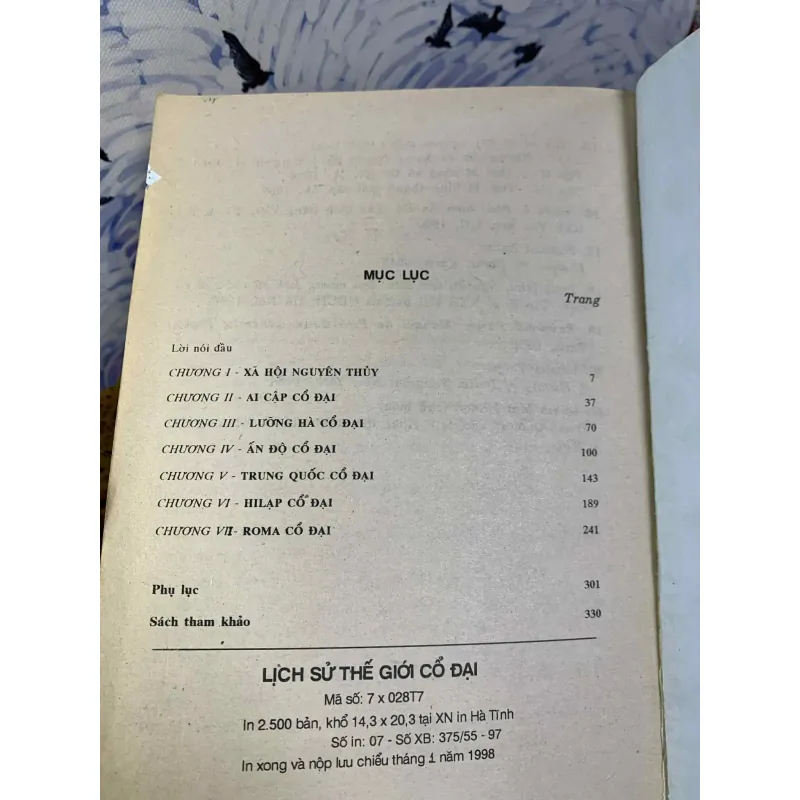 MỤC LỤC
Trang
Lời nói đầu
CHƯƠNG I - XÃ HỘI NGUYÊN THỦY 7
CHƯƠNG II - AI CẬP CỔ ĐẠI 37
CHƯƠNG III - LƯỠNG HÀ CỔ ĐẠI 70
CHƯƠNG IV - ẤN ĐỘ CỔ ĐẠI 100
CHƯƠNG V - TRUNG QUỐC CỔ ĐẠI 143
CHƯƠNG VI - HILẠP CỔ ĐẠI 189
CHƯƠNG VII - ROMA CỔ ĐẠI 241
Phụ lục 301
Sách tham khảo 330
LỊCH SỬ THẾ GIỚI CỔ ĐẠI
Mã số: 7 x 028T7
In 2.500 bản, khổ 14,3 x 20,3 tại XN in Hà Tĩnh
Số in: 07 - Số XB: 375/55 - 97
In xong và nộp lưu chiểu tháng 1 năm 1998